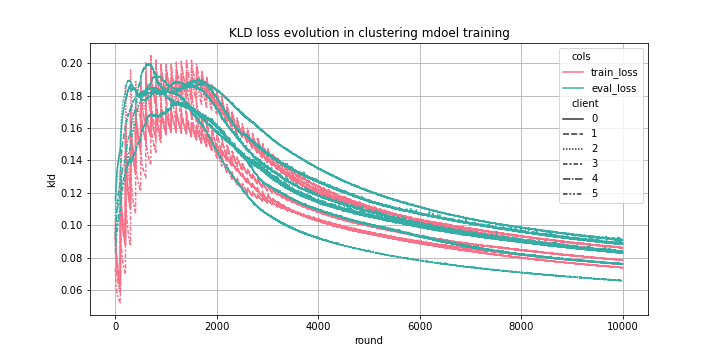 KLD loss evolution in clustering mdoel training
kld
0.20
0.18
0.16
0.14
0.12
0.10
0.08
0.06
0
2000
4000
6000
8000
10000
round
cols
train_loss
eval_loss
client
0
1
2
3
4
5